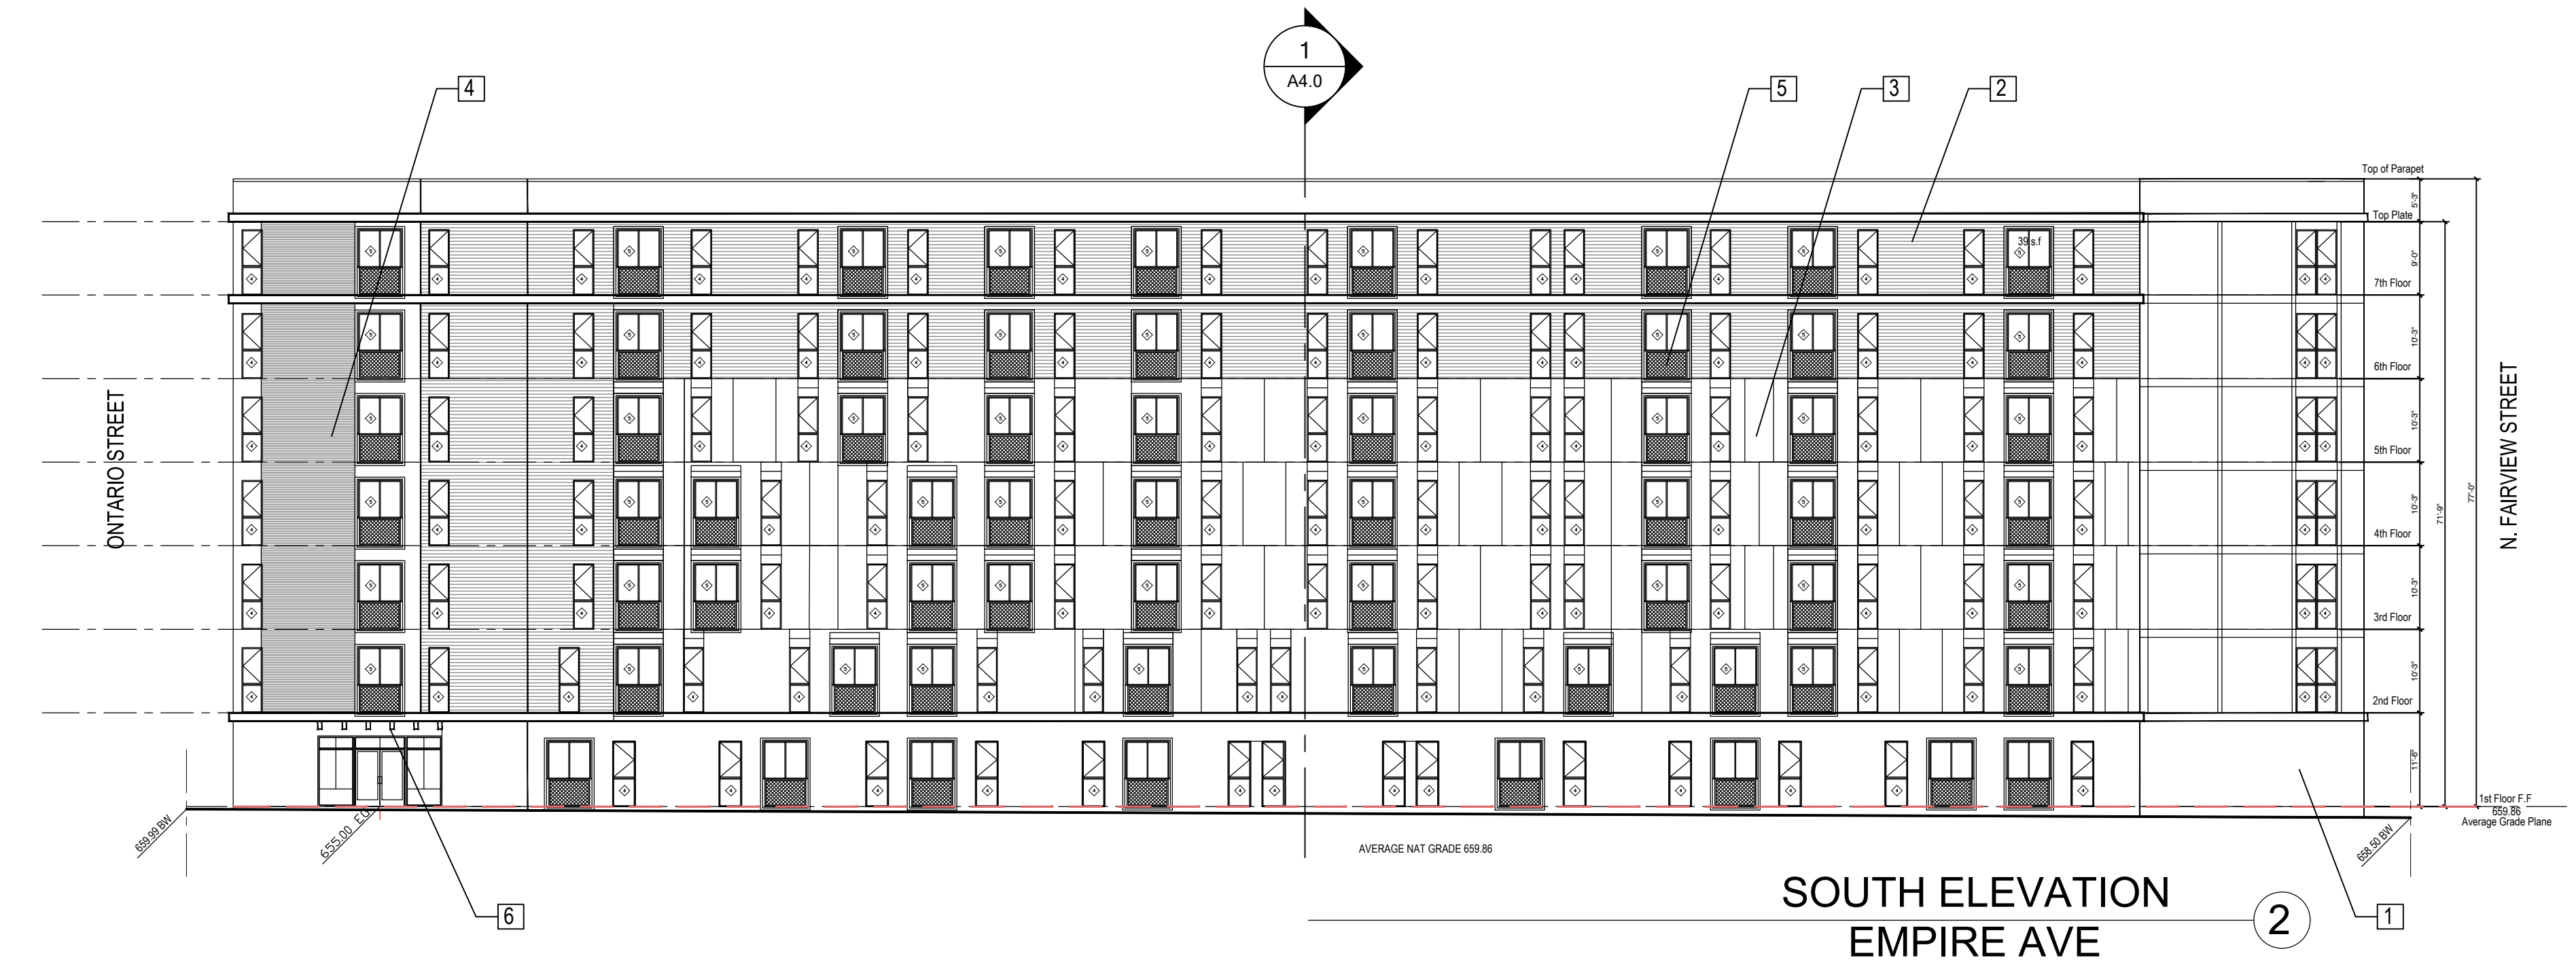 1
A4.0
4
5
3
2
Top of Parapet
5'-3"
Top Plate
39 s.f
9'-0"
7th Floor
10'-3"
6th Floor
10'-3"
5th Floor
10'-3"
4th Floor
10'-3"
3rd Floor
10'-3"
2nd Floor
11'-6"
71'-9"
77'-0"
ONTARIO STREET
N. FAIRVIEW STREET
1st Floor F.F
659.86
Average Grade Plane
659.99 BW
655.00 E.G
658.50 BW
AVERAGE NAT GRADE 659.86
6
1
SOUTH ELEVATION
2
EMPIRE AVE